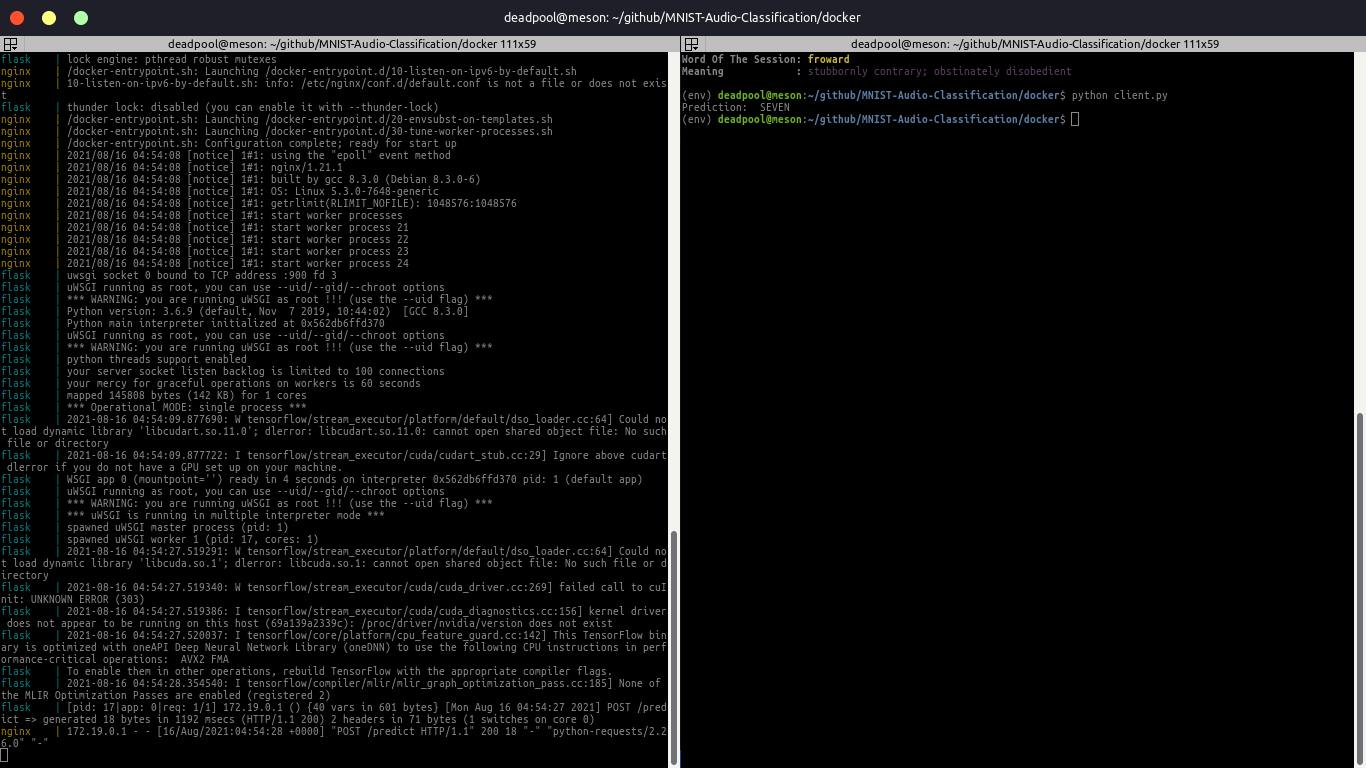 deadpool@meson: ~/github/MNIST-Audio-Classification/docker
deadpool@meson: ~/github/MNIST-Audio-Classification/docker 111x59
flask    | lock engine: pthread robust mutexes
nginx    | /docker-entrypoint.sh: Launching /docker-entrypoint.d/10-listen-on-ipv6-by-default.sh
nginx    | 10-listen-on-ipv6-by-default.sh: info: /etc/nginx/conf.d/default.conf is not a file or does not exis
t
flask    | thunder lock: disabled (you can enable it with --thunder-lock)
nginx    | /docker-entrypoint.sh: Launching /docker-entrypoint.d/20-envsubst-on-templates.sh
nginx    | /docker-entrypoint.sh: Launching /docker-entrypoint.d/30-tune-worker-processes.sh
nginx    | /docker-entrypoint.sh: Configuration complete; ready for start up
nginx    | 2021/08/16 04:54:08 [notice] 1#1: using the "epoll" event method
nginx    | 2021/08/16 04:54:08 [notice] 1#1: nginx/1.21.1
nginx    | 2021/08/16 04:54:08 [notice] 1#1: built by gcc 8.3.0 (Debian 8.3.0-6)
nginx    | 2021/08/16 04:54:08 [notice] 1#1: OS: Linux 5.3.0-7648-generic
nginx    | 2021/08/16 04:54:08 [notice] 1#1: getrlimit(RLIMIT_NOFILE): 1048576:1048576
nginx    | 2021/08/16 04:54:08 [notice] 1#1: start worker processes
nginx    | 2021/08/16 04:54:08 [notice] 1#1: start worker process 21
nginx    | 2021/08/16 04:54:08 [notice] 1#1: start worker process 22
nginx    | 2021/08/16 04:54:08 [notice] 1#1: start worker process 23
nginx    | 2021/08/16 04:54:08 [notice] 1#1: start worker process 24
flask    | uwsgi socket 0 bound to TCP address :900 fd 3
flask    | uWSGI running as root, you can use --uid/--gid/--chroot options
flask    | *** WARNING: you are running uWSGI as root !!! (use the --uid flag) ***
flask    | Python version: 3.6.9 (default, Nov  7 2019, 10:44:02)  [GCC 8.3.0]
flask    | Python main interpreter initialized at 0x562db6ffd370
flask    | uWSGI running as root, you can use --uid/--gid/--chroot options
flask    | *** WARNING: you are running uWSGI as root !!! (use the --uid flag) ***
flask    | python threads support enabled
flask    | your server socket listen backlog is limited to 100 connections
flask    | your mercy for graceful operations on workers is 60 seconds
flask    | mapped 145808 bytes (142 KB) for 1 cores
flask    | *** Operational MODE: single process ***
flask    | 2021-08-16 04:54:09.877690: W tensorflow/stream_executor/platform/default/dso_loader.cc:64] Could no
t load dynamic library 'libcudart.so.11.0'; dlerror: libcudart.so.11.0: cannot open shared object file: No such
 file or directory
flask    | 2021-08-16 04:54:09.877722: I tensorflow/stream_executor/cuda/cudart_stub.cc:29] Ignore above cudart
 dlerror if you do not have a GPU set up on your machine.
flask    | WSGI app 0 (mountpoint='') ready in 4 seconds on interpreter 0x562db6ffd370 pid: 1 (default app)
flask    | uWSGI running as root, you can use --uid/--gid/--chroot options
flask    | *** WARNING: you are running uWSGI as root !!! (use the --uid flag) ***
flask    | *** uWSGI is running in multiple interpreter mode ***
flask    | spawned uWSGI master process (pid: 1)
flask    | spawned uWSGI worker 1 (pid: 17, cores: 1)
flask    | 2021-08-16 04:54:27.519291: W tensorflow/stream_executor/platform/default/dso_loader.cc:64] Could no
t load dynamic library 'libcuda.so.1'; dlerror: libcuda.so.1: cannot open shared object file: No such file or d
irectory
flask    | 2021-08-16 04:54:27.519340: W tensorflow/stream_executor/cuda/cuda_driver.cc:269] failed call to cuI
nit: UNKNOWN ERROR (303)
flask    | 2021-08-16 04:54:27.519386: I tensorflow/stream_executor/cuda/cuda_diagnostics.cc:156] kernel driver
 does not appear to be running on this host (69a139a2339c): /proc/driver/nvidia/version does not exist
flask    | 2021-08-16 04:54:27.520037: I tensorflow/core/platform/cpu_feature_guard.cc:142] This TensorFlow bin
ary is optimized with oneAPI Deep Neural Network Library (oneDNN) to use the following CPU instructions in perf
ormance-critical operations:  AVX2 FMA
flask    | To enable them in other operations, rebuild TensorFlow with the appropriate compiler flags.
flask    | 2021-08-16 04:54:28.354540: I tensorflow/compiler/mlir/mlir_graph_optimization_pass.cc:185] None of
the MLIR Optimization Passes are enabled (registered 2)
flask    | [pid: 17|app: 0|req: 1/1] 172.19.0.1 () {40 vars in 601 bytes} [Mon Aug 16 04:54:27 2021] POST /pred
ict => generated 18 bytes in 1192 msecs (HTTP/1.1 200) 2 headers in 71 bytes (1 switches on core 0)
nginx    | 172.19.0.1 - - [16/Aug/2021:04:54:28 +0000] "POST /predict HTTP/1.1" 200 18 "-" "python-requests/2.2
6.0" "-"
deadpool@meson: ~/github/MNIST-Audio-Classification/docker 111x59
Word Of The Session: froward
Meaning            : stubbornly contrary; obstinately disobedient
(env) deadpool@meson:~/github/MNIST-Audio-Classification/docker$ python client.py
Prediction:  SEVEN
(env) deadpool@meson:~/github/MNIST-Audio-Classification/docker$